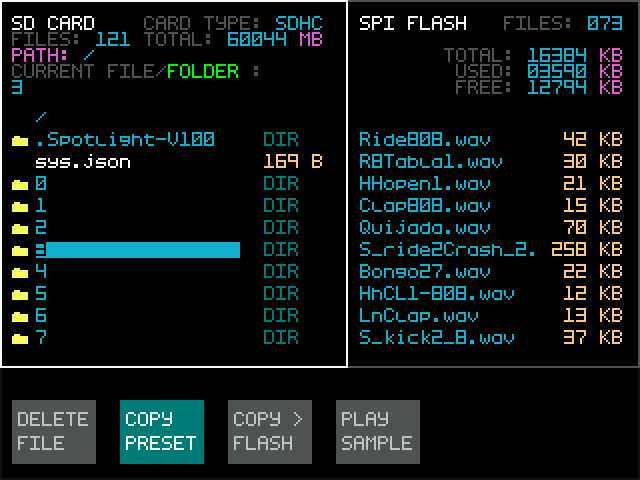 SD CARD CARD TYPE: SDHC
FILES: 121 TOTAL: 60044 MB
PATH: /
CURRENT FILE/FOLDER :
3
/
.Spotlight-V100 DIR
sys.json 169 B
0 DIR
1 DIR
2 DIR
3 DIR
4 DIR
5 DIR
6 DIR
7 DIR
SPI FLASH FILES: 073
TOTAL: 16384 KB
USED: 03590 KB
FREE: 12794 KB
Ride808.wav 42 KB
R8Tabla1.wav 30 KB
HHopen1.wav 21 KB
Clap808.wav 15 KB
Quijada.wav 70 KB
S_ride2Crash_2. 258 KB
Bongo27.wav 22 KB
HhCL1-808.wav 12 KB
LnClap.wav 13 KB
S_kick2_8.wav 37 KB
DELETE FILE
COPY PRESET
COPY > FLASH
PLAY SAMPLE